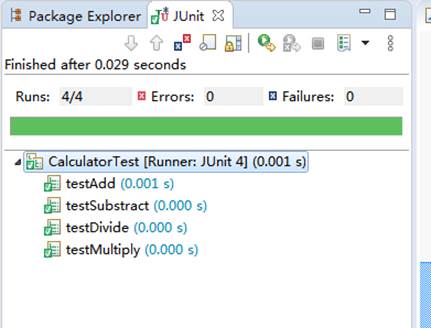 Package Explorer JUnit
Finished after 0.029 seconds
Runs: 4/4 Errors: 0 Failures: 0
CalculatorTest [Runner: JUnit 4] (0.001 s)
testAdd (0.001 s)
testSubstract (0.000 s)
testDivide (0.000 s)
testMultiply (0.000 s)